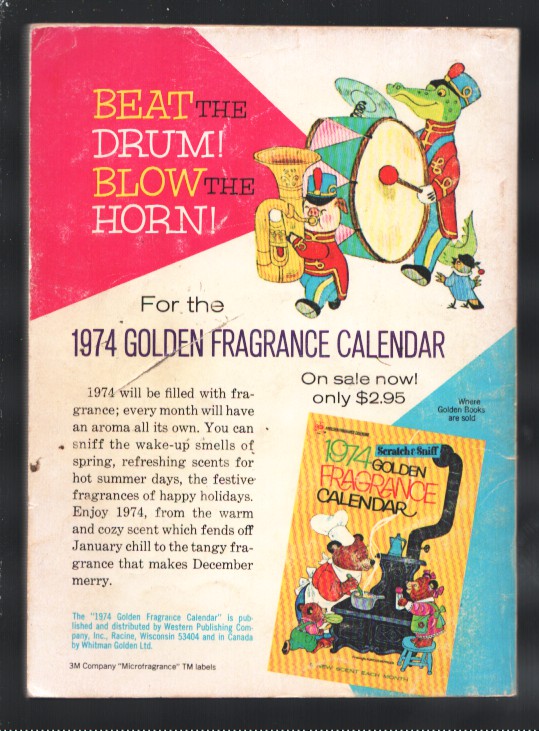 BEAT THE
DRUM!
BLOW THE
HORN!
For the
1974 GOLDEN FRAGRANCE CALENDAR
On sale now!
only $2.95
Where
Golden Books
are sold
1974 will be filled with fra-
grance; every month will have
an aroma all its own. You can
sniff the wake-up smells of
spring, refreshing scents for
hot summer days, the festive
fragrances of happy holidays.
Enjoy 1974, from the warm
and cozy scent which fends off
January chill to the tangy fra-
grance that makes December
merry.
1974
Scratch & Sniff
GOLDEN
FRAGRANCE
CALENDAR
A NEW SCENT EACH MONTH
The "1974 Golden Fragrance Calendar" is pub-
lished and distributed by Western Publishing Com-
pany, Inc., Racine, Wisconsin 53404 and in Canada
by Whitman Golden Ltd.
3M Company "Microfragrance" TM labels